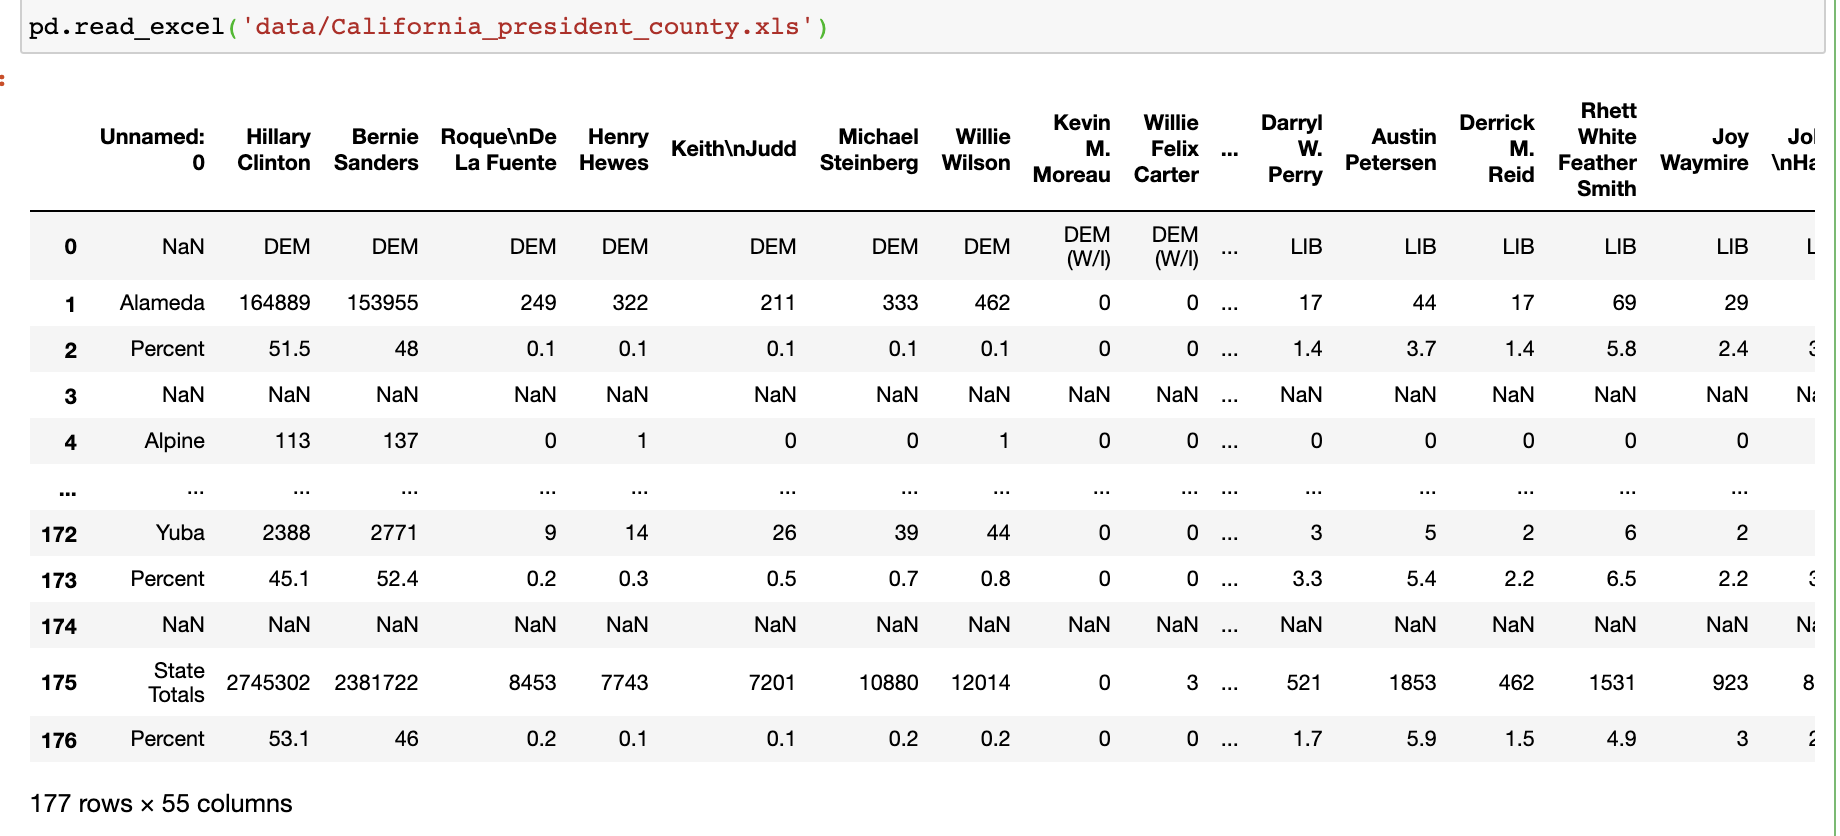 pd.read_excel('data/California_president_county.xls')
Unnamed: 0 Hillary Clinton Bernie Sanders Roque\nDe La Fuente Henry Hewes Keith\nJudd Michael Steinberg Willie Wilson Kevin M. Moreau Willie Felix Carter ... Darryl W. Perry Austin Petersen Derrick M. Reid Rhett White Feather Smith Joy Waymire
0 NaN DEM DEM DEM DEM DEM DEM DEM DEM (W/I) DEM (W/I) ... LIB LIB LIB LIB LIB
1 Alameda 164889 153955 249 322 211 333 462 0 0 ... 17 44 17 69 29
2 Percent 51.5 48 0.1 0.1 0.1 0.1 0.1 0 0 ... 1.4 3.7 1.4 5.8 2.4
3 NaN NaN NaN NaN NaN NaN NaN NaN NaN NaN ... NaN NaN NaN NaN NaN
4 Alpine 113 137 0 1 0 0 1 0 0 ... 0 0 0 0 0
... ... ... ... ... ... ... ... ... ... ... ... ... ... ... ... ...
172 Yuba 2388 2771 9 14 26 39 44 0 0 ... 3 5 2 6 2
173 Percent 45.1 52.4 0.2 0.3 0.5 0.7 0.8 0 0 ... 3.3 5.4 2.2 6.5 2.2
174 NaN NaN NaN NaN NaN NaN NaN NaN NaN NaN ... NaN NaN NaN NaN NaN
175 State Totals 2745302 2381722 8453 7743 7201 10880 12014 0 3 ... 521 1853 462 1531 923
176 Percent 53.1 46 0.2 0.1 0.1 0.2 0.2 0 0 ... 1.7 5.9 1.5 4.9 3
177 rows × 55 columns